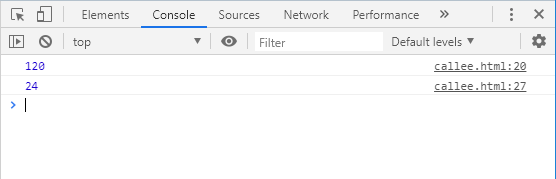 Elements Console Sources Network Performance »
top Filter Default levels
120 callee.html:20
24 callee.html:27
>